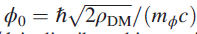 ϕ₀ = ℏ√2ρ_DM/(m_ϕ c)